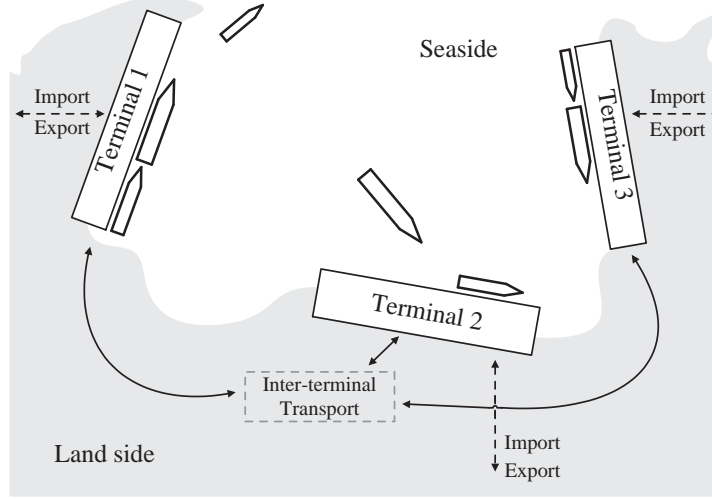 Seaside
Terminal 1
Import
Export
Terminal 3
Import
Export
Terminal 2
Inter-terminal
Transport
Import
Export
Land side